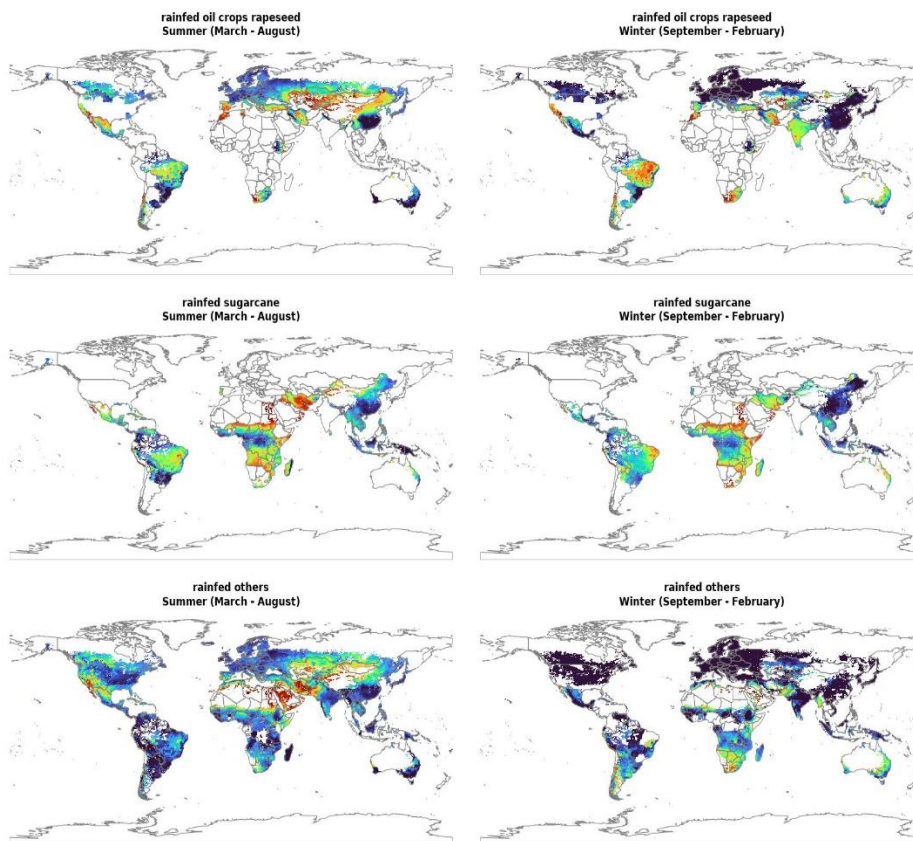 rainfed oil crops rapeseed
Summer (March - August)
rainfed oil crops rapeseed
Winter (September - February)
rainfed sugarcane
Summer (March - August)
rainfed sugarcane
Winter (September - February)
rainfed others
Summer (March - August)
rainfed others
Winter (September - February)